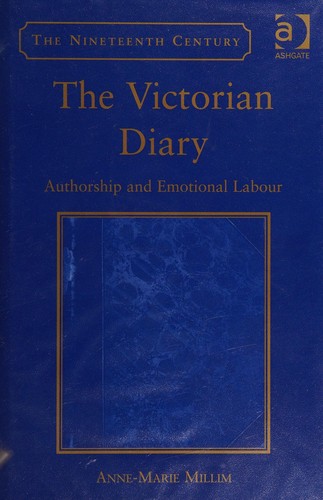 THE NINETEENTH CENTURY
a
ASHGATE
The Victorian
Diary
Authorship and Emotional Labour
ANNE-MARIE MILLIM